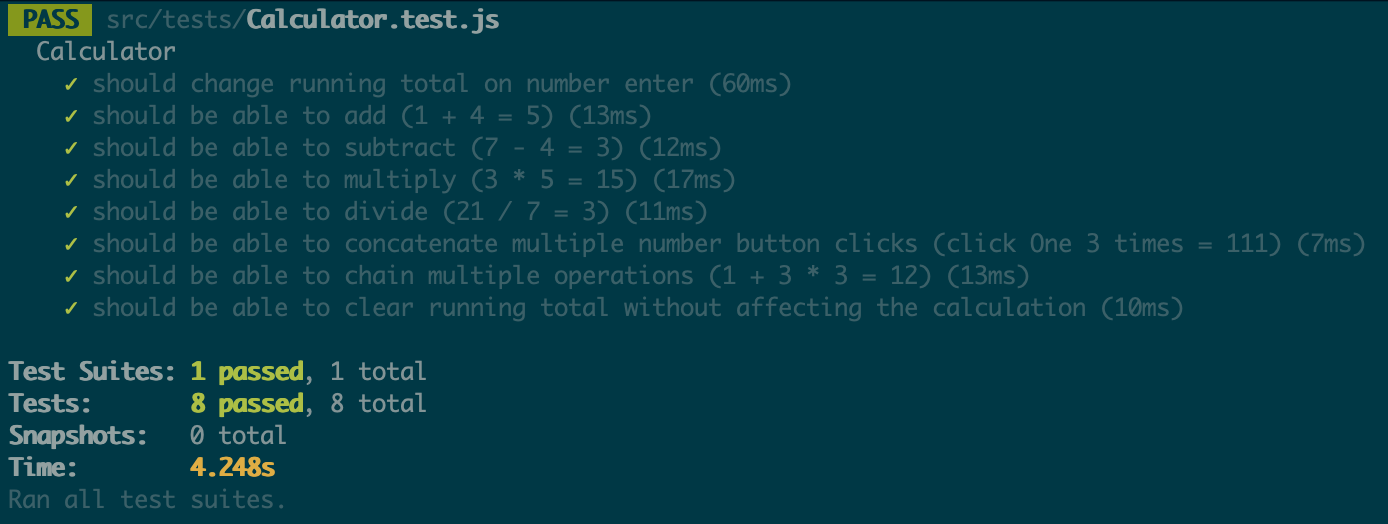 PASS src/tests/Calculator.test.js
Calculator
✓ should change running total on number enter (60ms)
✓ should be able to add (1 + 4 = 5) (13ms)
✓ should be able to subtract (7 - 4 = 3) (12ms)
✓ should be able to multiply (3 * 5 = 15) (17ms)
✓ should be able to divide (21 / 7 = 3) (11ms)
✓ should be able to concatenate multiple number button clicks (click One 3 times = 111) (7ms)
✓ should be able to chain multiple operations (1 + 3 * 3 = 12) (13ms)
✓ should be able to clear running total without affecting the calculation (10ms)
Test Suites: 1 passed, 1 total
Tests: 8 passed, 8 total
Snapshots: 0 total
Time: 4.248s
Ran all test suites.